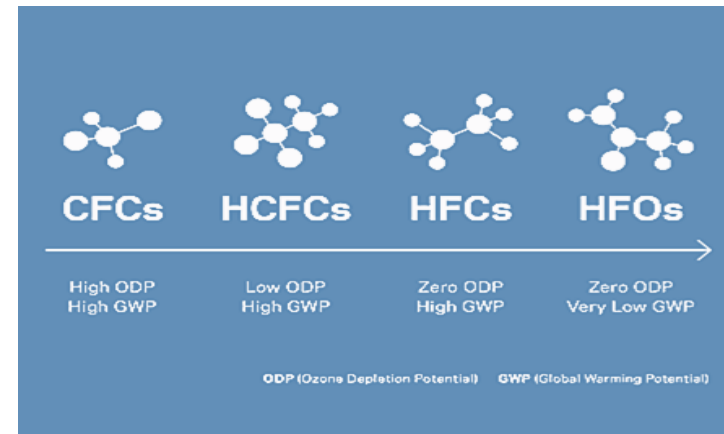 CFCs HCFCs HFCs HFOs
High ODP Low ODP Zero ODP Zero ODP
High GWP High GWP High GWP Very Low GWP
ODP (Ozone Depletion Potential) GWP (Global Warming Potential)